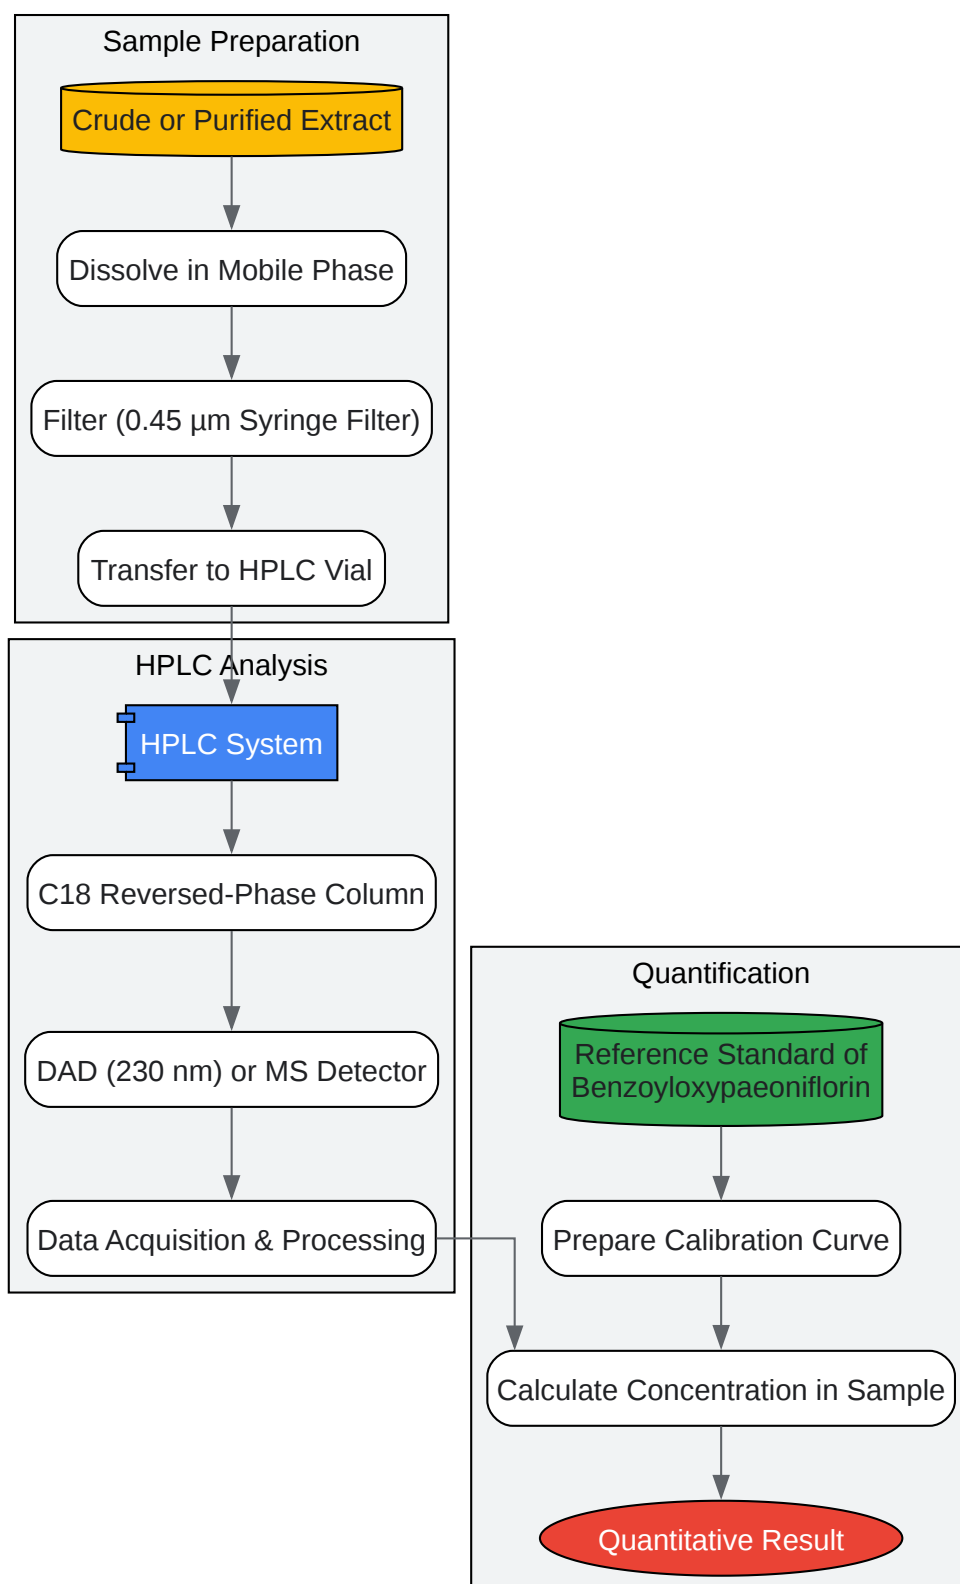 Sample Preparation
Crude or Purified Extract
Dissolve in Mobile Phase
Filter (0.45 µm Syringe Filter)
Transfer to HPLC Vial
HPLC Analysis
HPLC System
C18 Reversed-Phase Column
DAD (230 nm) or MS Detector
Data Acquisition & Processing
Quantification
Reference Standard of
Benzoyloxypaeoniflorin
Prepare Calibration Curve
Calculate Concentration in Sample
Quantitative Result